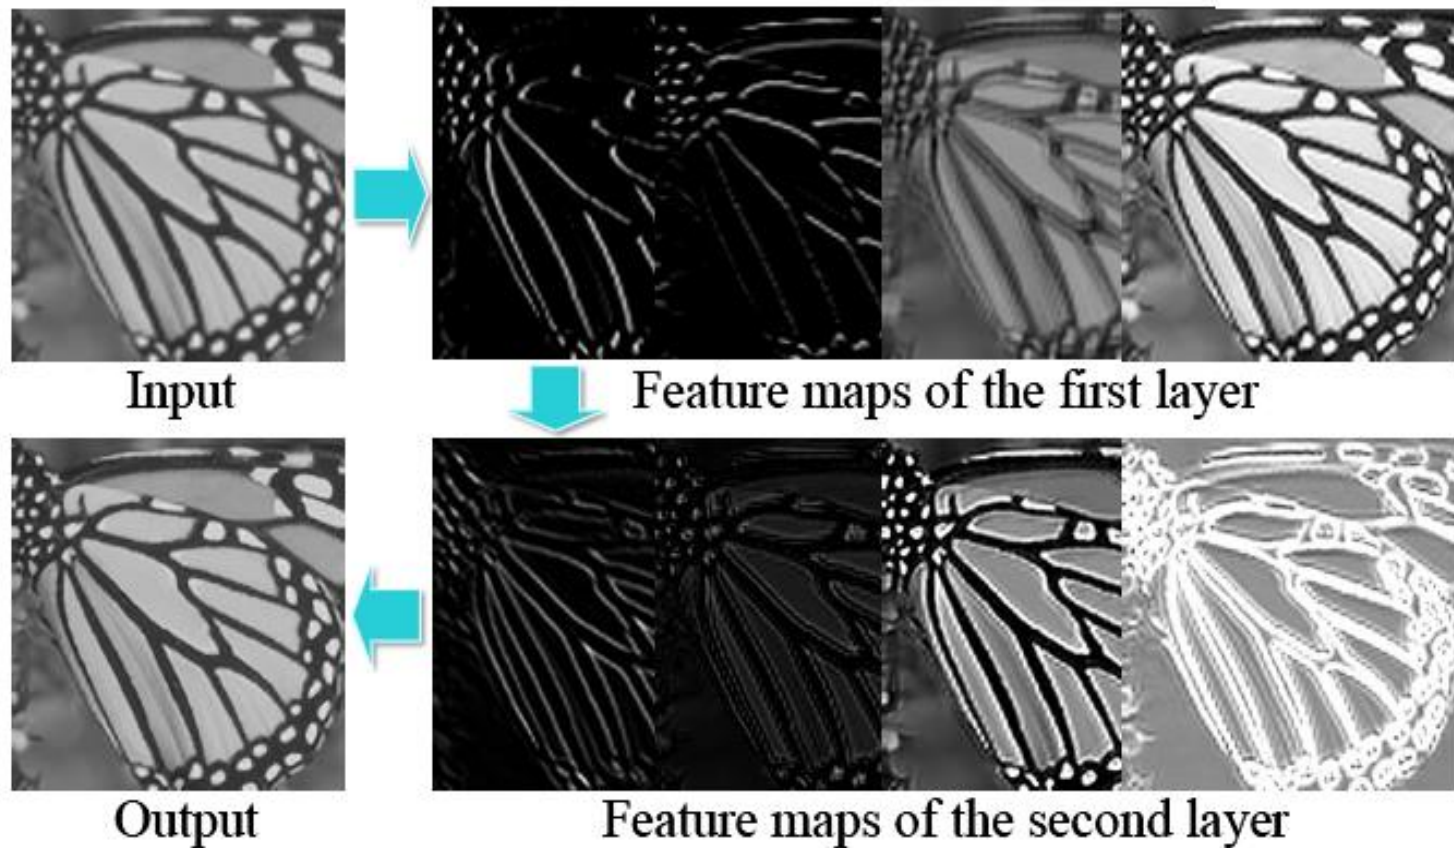 Input
Feature maps of the first layer
Output
Feature maps of the second layer